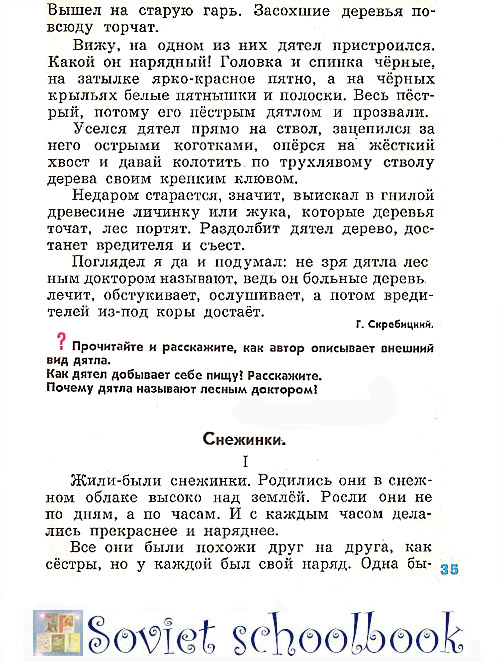 Вышел на старую гарь. Засохшие деревья по-
всюду торчат.
Вижу, на одном из них дятел пристроился.
Какой он нарядный! Головка и спинка чёрные,
на затылке ярко-красное пятно, а на чёрных
крыльях белые пятнышки и полоски. Весь пёст-
рый, потому его пёстрым дятлом и прозвали.
Уселся дятел прямо на ствол, зацепился за
него острыми коготками, опёрся на жёсткий
хвост и давай колотить по трухлявому стволу
дерева своим крепким клювом.
Недаром старается, значит, выискал в гнилой
древесине личинку или жука, которые деревья
точат, лес портят. Раздолбит дятел дерево, дос-
танет вредителя и съест.
Поглядел я да и подумал: не зря дятла лес
ным доктором называют, ведь он больные деревь
лечит, обстукивает, ослушивает, а потом вреди-
телей из-под коры достаёт.
Г. Скребицкий.
? Прочитайте и расскажите, как автор описывает внешний
вид дятла.
Как дятел добывает себе пищу? Расскажите.
Почему дятла называют лесным доктором?
Снежинки.
I
Жили-были снежинки. Родились они в снеж-
ном облаке высоко над землёй. Росли они не
по дням, а по часам. И с каждым часом дела-
лись прекраснее и наряднее.
Все они были похожи друг на друга, как
сёстры, но у каждой был свой наряд. Одна бы-
35
Soviet schoolbook